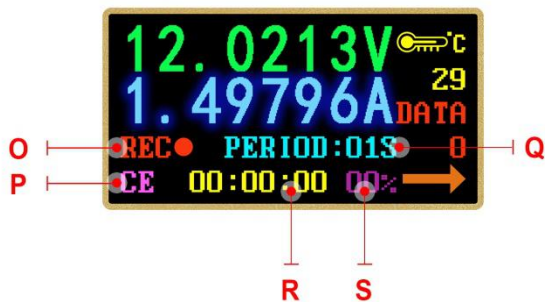 12.0213V °C
29
1.49796A DATA
O REC PERIOD:01S 0 Q
P CE 00:00:00 00%
R S